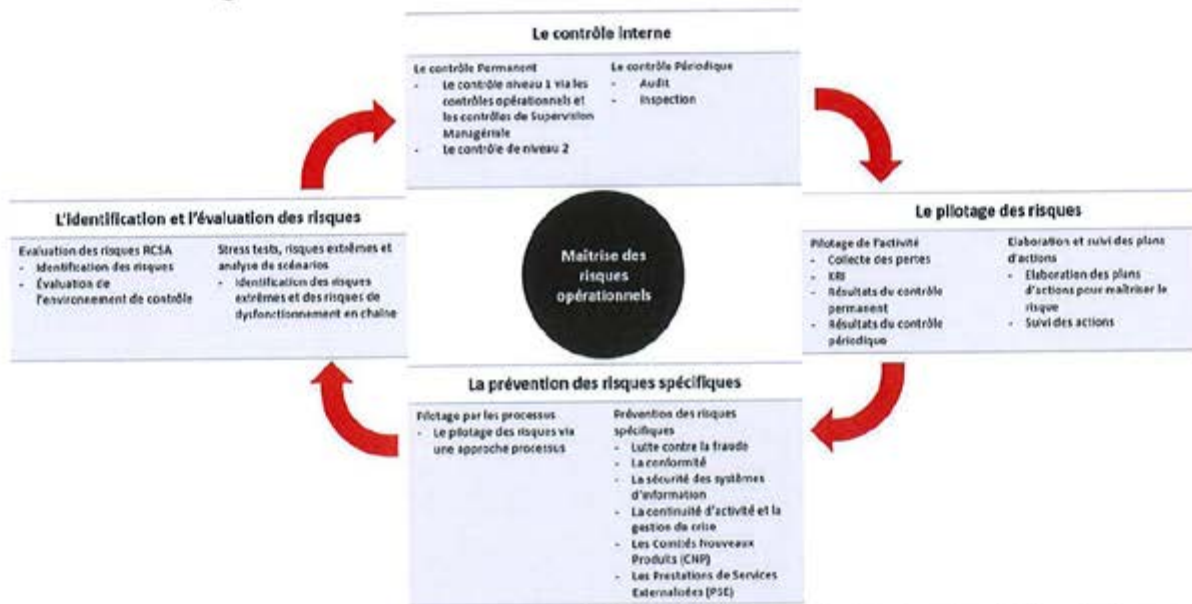 Le contrôle interne
Le contrôle Permanent
- Le contrôle niveau 1 via les
contrôles opérationnels et
les contrôles de Supervision
Managériale
- Le contrôle de niveau 2
Le contrôle Périodique
- Audit
- Inspection
L'identification et l'évaluation des risques
Evaluation des risques RCSA
- Identification des risques
- Évaluation de
l'environnement de contrôle
Stress tests, risques extrêmes et
analyse de scénarios
- Identification des risques
extrêmes et des risques de
dysfonctionnement en chaîne
Maîtrise des
risques
opérationnels
Le pilotage des risques
Pilotage de l'activité
- Collecte des pertes
- KRI
- Résultats du contrôle
permanent
- Résultats du contrôle
périodique
Elaboration et suivi des plans
d'actions
- Elaboration des plans
d'actions pour maîtriser le
risque
- Suivi des actions
La prévention des risques spécifiques
Pilotage par les processus
- Le pilotage des risques via
une approche processus
Prévention des risques
spécifiques
- Lutte contre la fraude
- La conformité
- La sécurité des systèmes
d'information
- La continuité d'activité et la
gestion de crise
- Les Comités Nouveaux
Produits (CNP)
- Les Prestations de Services
Externalisées (PSE)